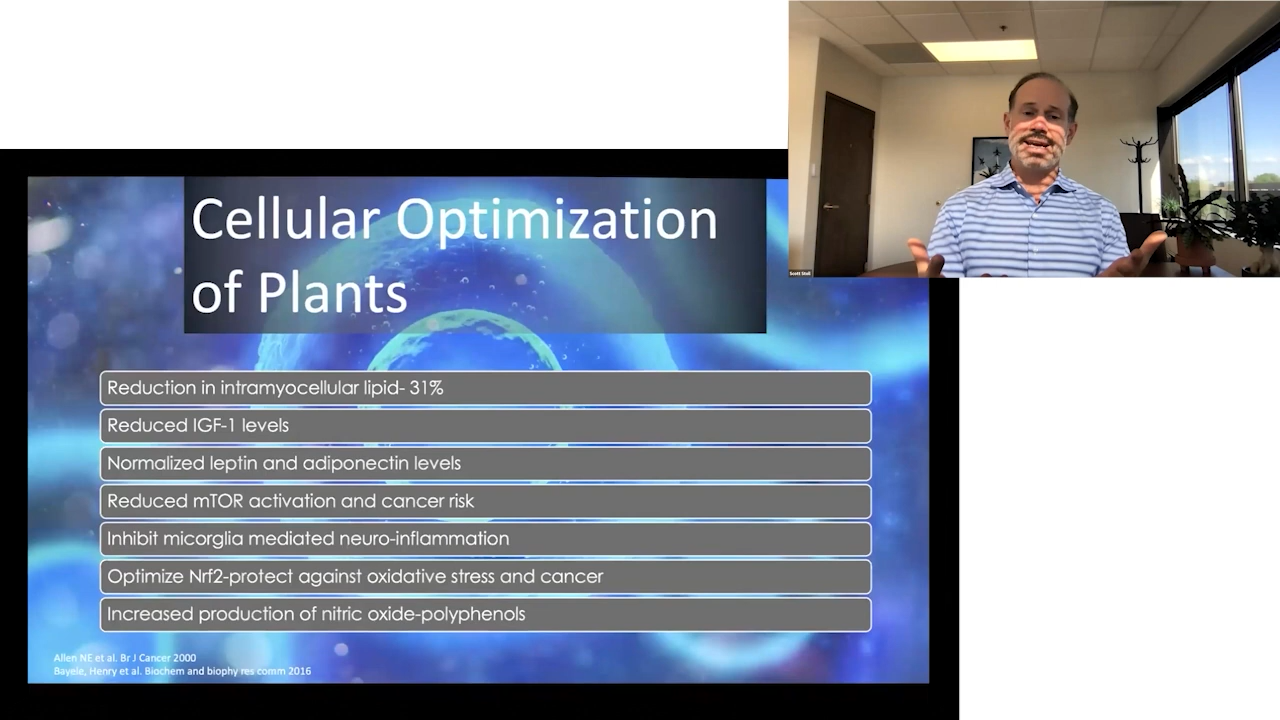 Cellular Optimization
of Plants
Reduction in intramyocellular lipid- 31%
Reduced IGF-1 levels
Normalized leptin and adiponectin levels
Reduced mTOR activation and cancer risk
Inhibit micorglia mediated neuro-inflammation
Optimize Nrf2-protect against oxidative stress and cancer
Increased production of nitric oxide-polyphenols
Allen NE et al. Br J Cancer 2000
Bayele, Henry et al. Biochem and biophy res comm 2016
Scott Stoll